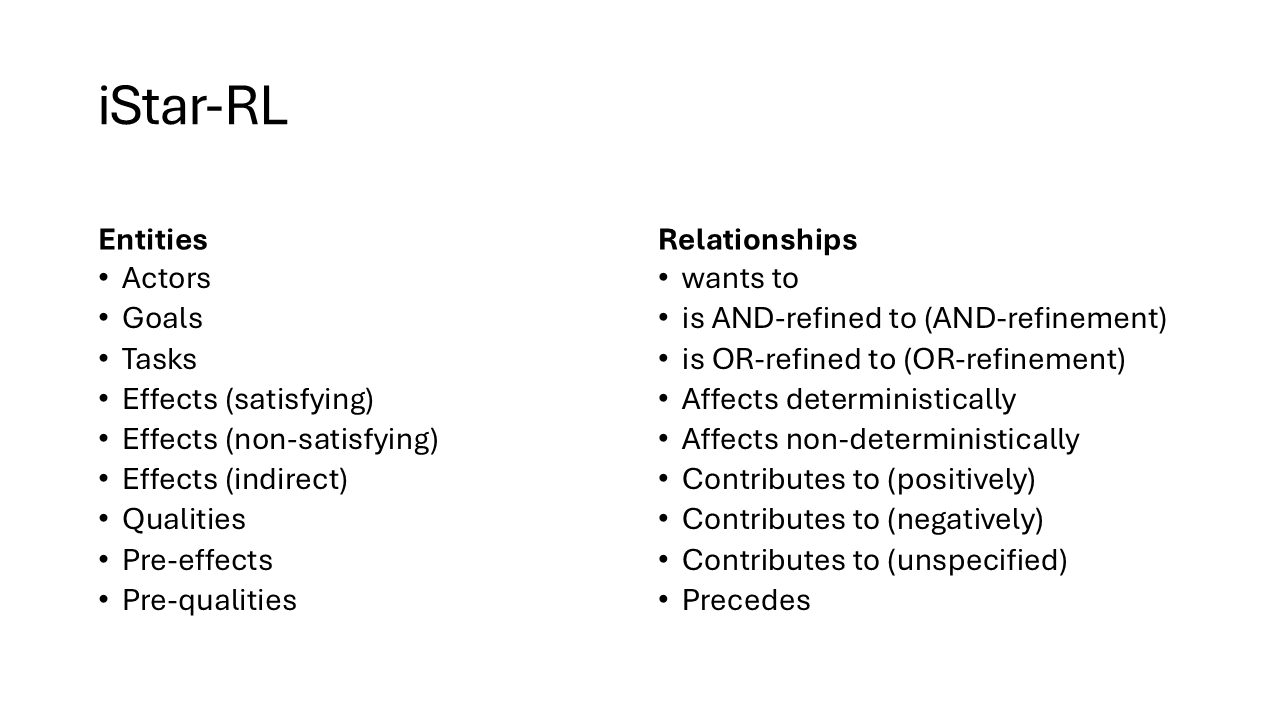 iStar-RL
Entities
• Actors
• Goals
• Tasks
• Effects (satisfying)
• Effects (non-satisfying)
• Effects (indirect)
• Qualities
• Pre-effects
• Pre-qualities
Relationships
• wants to
• is AND-refined to (AND-refinement)
• is OR-refined to (OR-refinement)
• Affects deterministically
• Affects non-deterministically
• Contributes to (positively)
• Contributes to (negatively)
• Contributes to (unspecified)
• Precedes